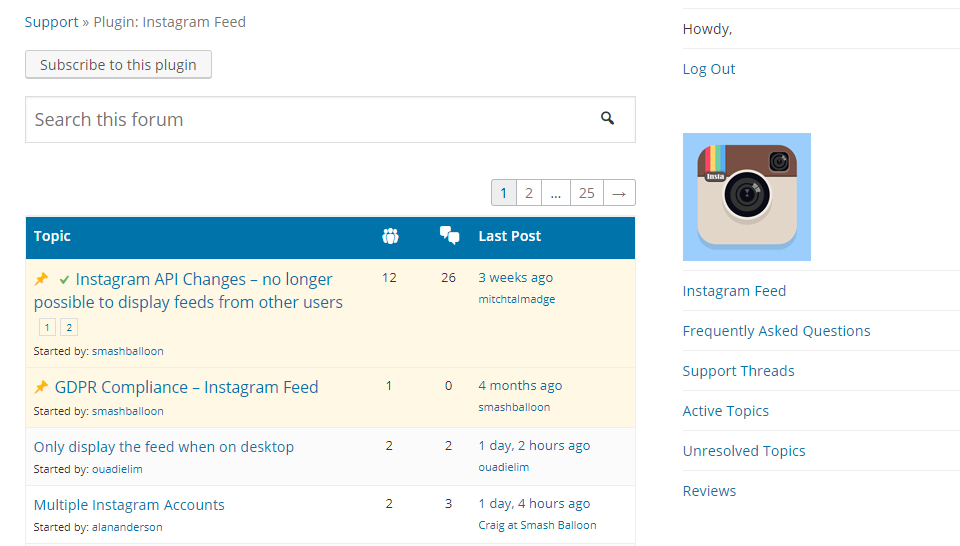 Support » Plugin: Instagram Feed
Subscribe to this plugin
Search this forum
1 2 ... 25 →
Topic Last Post
Instagram API Changes – no longer
possible to display feeds from other users
1 2
Started by: smashballoon
12 26 3 weeks ago
mitchtalmadge
GDPR Compliance – Instagram Feed
Started by: smashballoon
1 0 4 months ago
smashballoon
Only display the feed when on desktop
Started by: ouadielim
2 2 1 day, 2 hours ago
ouadielim
Multiple Instagram Accounts
Started by: alananderson
2 3 1 day, 4 hours ago
Craig at Smash Balloon
Howdy,
Log Out
Insta
Instagram Feed
Frequently Asked Questions
Support Threads
Active Topics
Unresolved Topics
Reviews